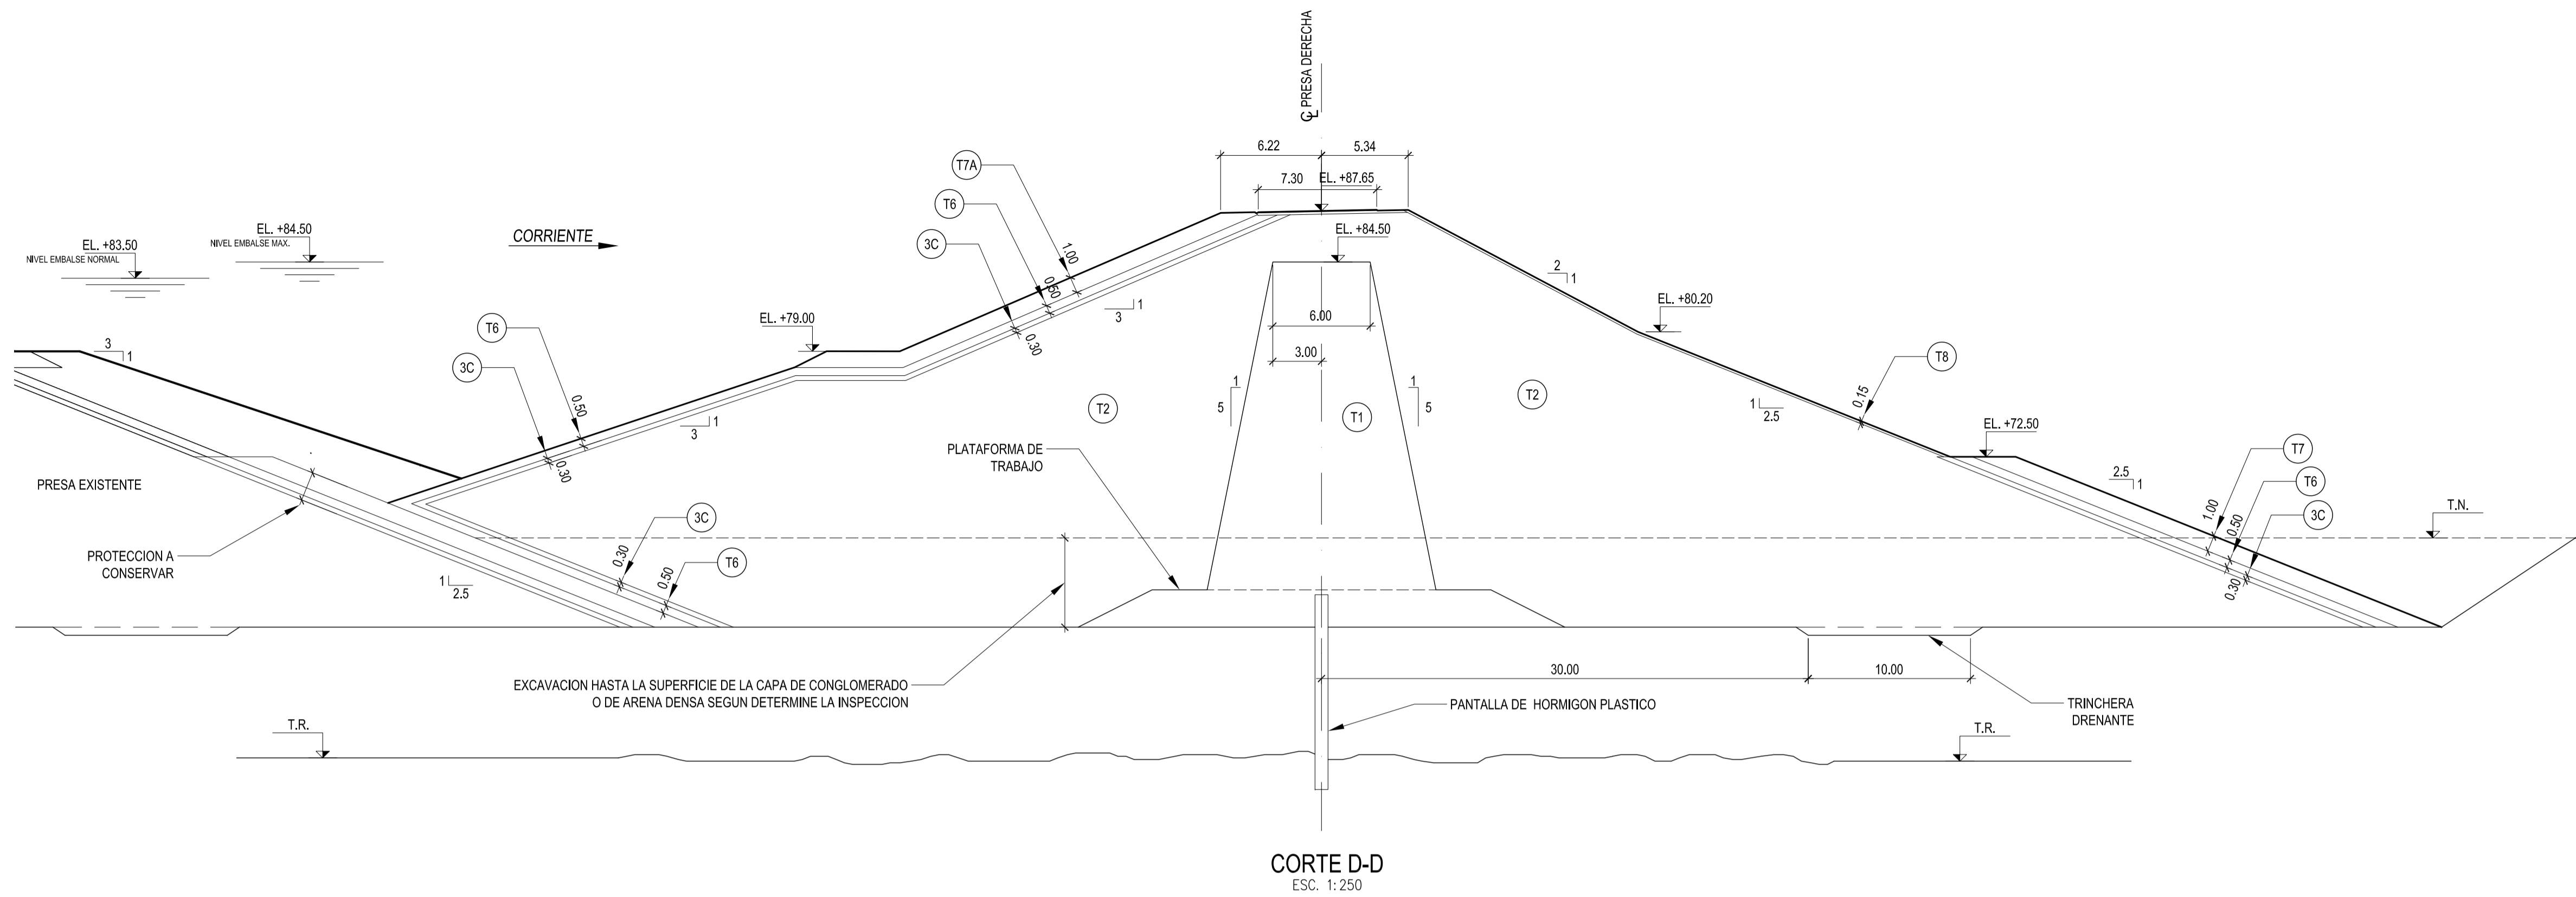 ℄ PRESA DERECHA
6.22
5.34
7.30
EL. +87.65
T7A
T6
3C
1.00
0.50
0.30
3
1
EL. +84.50
EL. +83.50
NIVEL EMBALSE NORMAL
EL. +84.50
NIVEL EMBALSE MAX.
CORRIENTE
2
1
EL. +80.20
EL. +79.00
6.00
3.00
3
1
T6
3C
0.50
0.30
3
1
1
5
1
5
T2
T1
T2
1
2.5
0.15
T8
EL. +72.50
PLATAFORMA DE
TRABAJO
PRESA EXISTENTE
2.5
1
T7
T6
3C
1.00
0.50
0.30
T.N.
PROTECCION A
CONSERVAR
3C
T6
0.30
0.50
1
2.5
30.00
10.00
EXCAVACION HASTA LA SUPERFICIE DE LA CAPA DE CONGLOMERADO
O DE ARENA DENSA SEGUN DETERMINE LA INSPECCION
PANTALLA DE HORMIGON PLASTICO
TRINCHERA
DRENANTE
T.R.
T.R.
CORTE D-D
ESC. 1:250